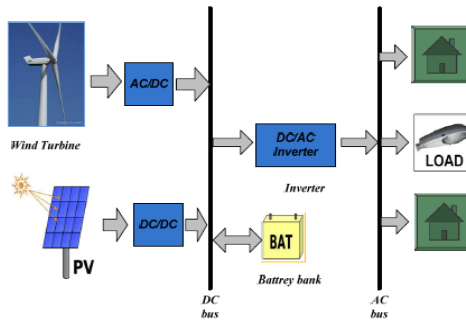 AC/DC
Wind Turbine
DC/AC
Inverter
Inverter
LOAD
DC/DC
PV
BAT
Battrey bank
DC
bus
AC
bus